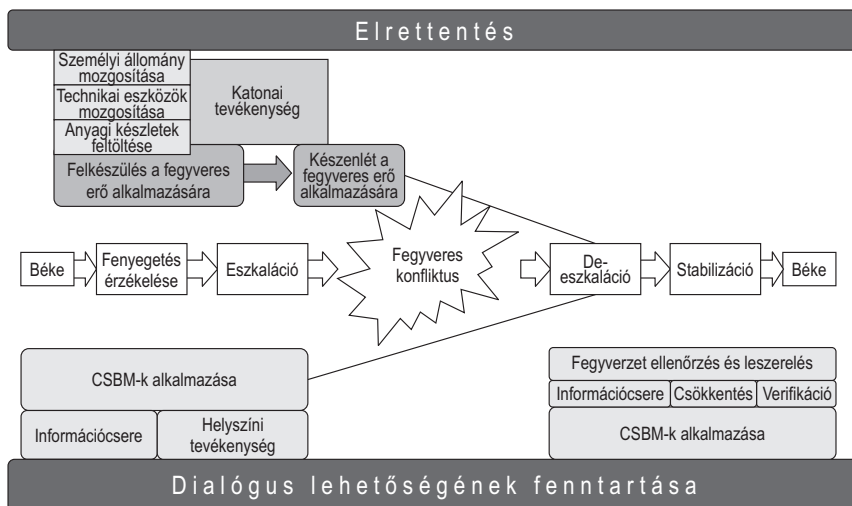 Elrettentés
Személyi állomány
mozgosítása
Technikai eszközök
mozgosítása
Anyagi készletek
feltöltése
Katonai
tevékenység
Felkészülés a fegyveres
erő alkalmazására
Készenlét a
fegyveres erő
alkalmazására
Béke
Fenyegetés
érzékelése
Eszkaláció
Fegyveres
konfliktus
De-
eszkaláció
Stabilizáció
Béke
CSBM-k alkalmazása
Információcsere
Helyszíni
tevékenység
Fegyverzet ellenőrzés és leszerelés
Információcsere
Csökkentés
Verifikáció
CSBM-k alkalmazása
Dialógus lehetőségének fenntartása